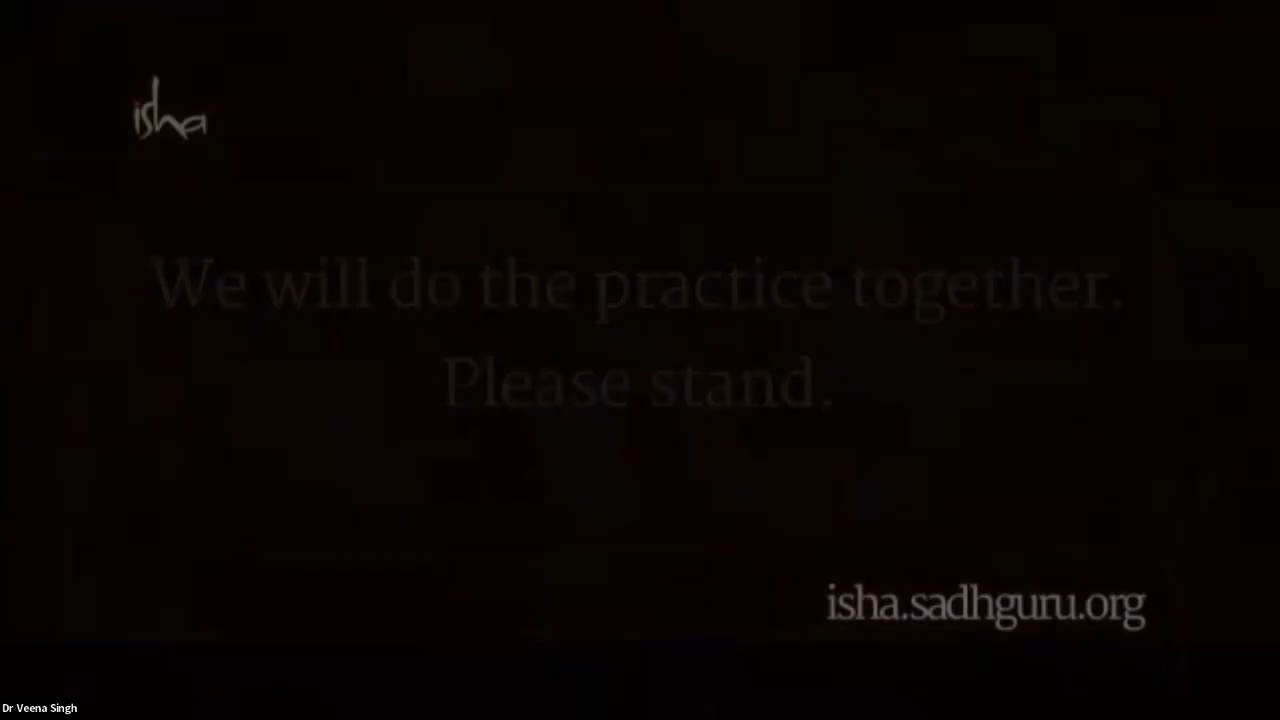 isha
We will do the practice together.
Please stand.
isha.sadhguru.org
Dr Veena Singh